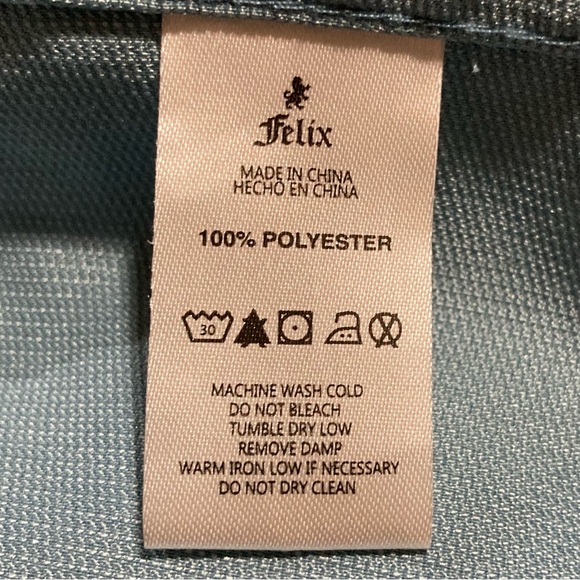 Felix
MADE IN CHINA
HECHO EN CHINA
100% POLYESTER
30
MACHINE WASH COLD
DO NOT BLEACH
TUMBLE DRY LOW
REMOVE DAMP
WARM IRON LOW IF NECESSARY
DO NOT DRY CLEAN